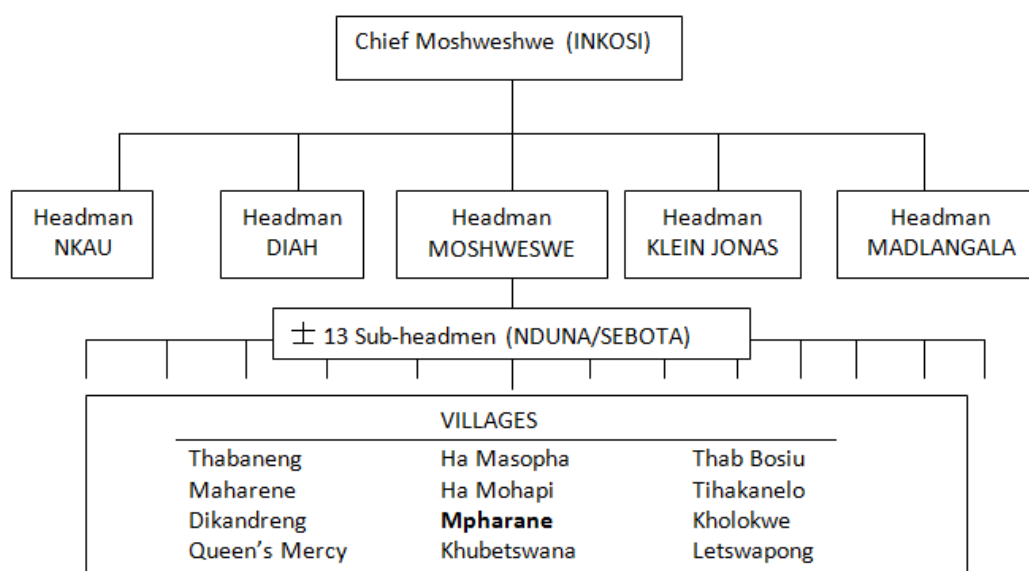 Chief Moshweshwe (INKOSI)
Headman
NKAU
Headman
DIAH
Headman
MOSHWESWE
Headman
KLEIN JONAS
Headman
MADLANGALA
± 13 Sub-headmen (NDUNA/SEBOTA)
VILLAGES
Thabaneng Ha Masopha Thab Bosiu
Maharene Ha Mohapi Tihakanelo
Dikandreng Mpharane Kholokwe
Queen's Mercy Khubetswana Letswapong